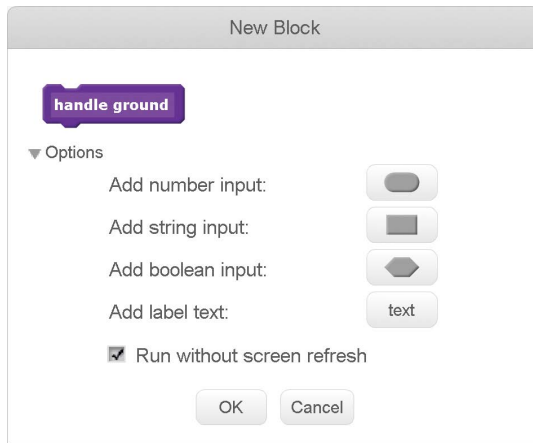 New Block
handle ground
Options
Add number input:
Add string input:
Add boolean input:
Add label text: text
Run without screen refresh
OK Cancel